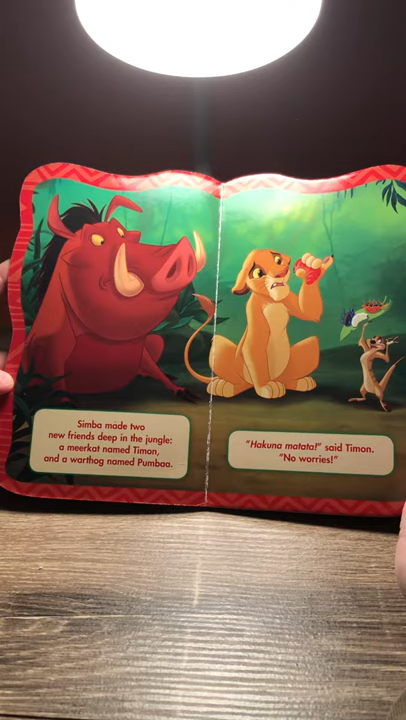 Simba made two
new friends deep in the jungle:
a meerkat named Timon,
and a warthog named Pumbaa.
"Hakuna matata!" said Timon.
"No worries!"